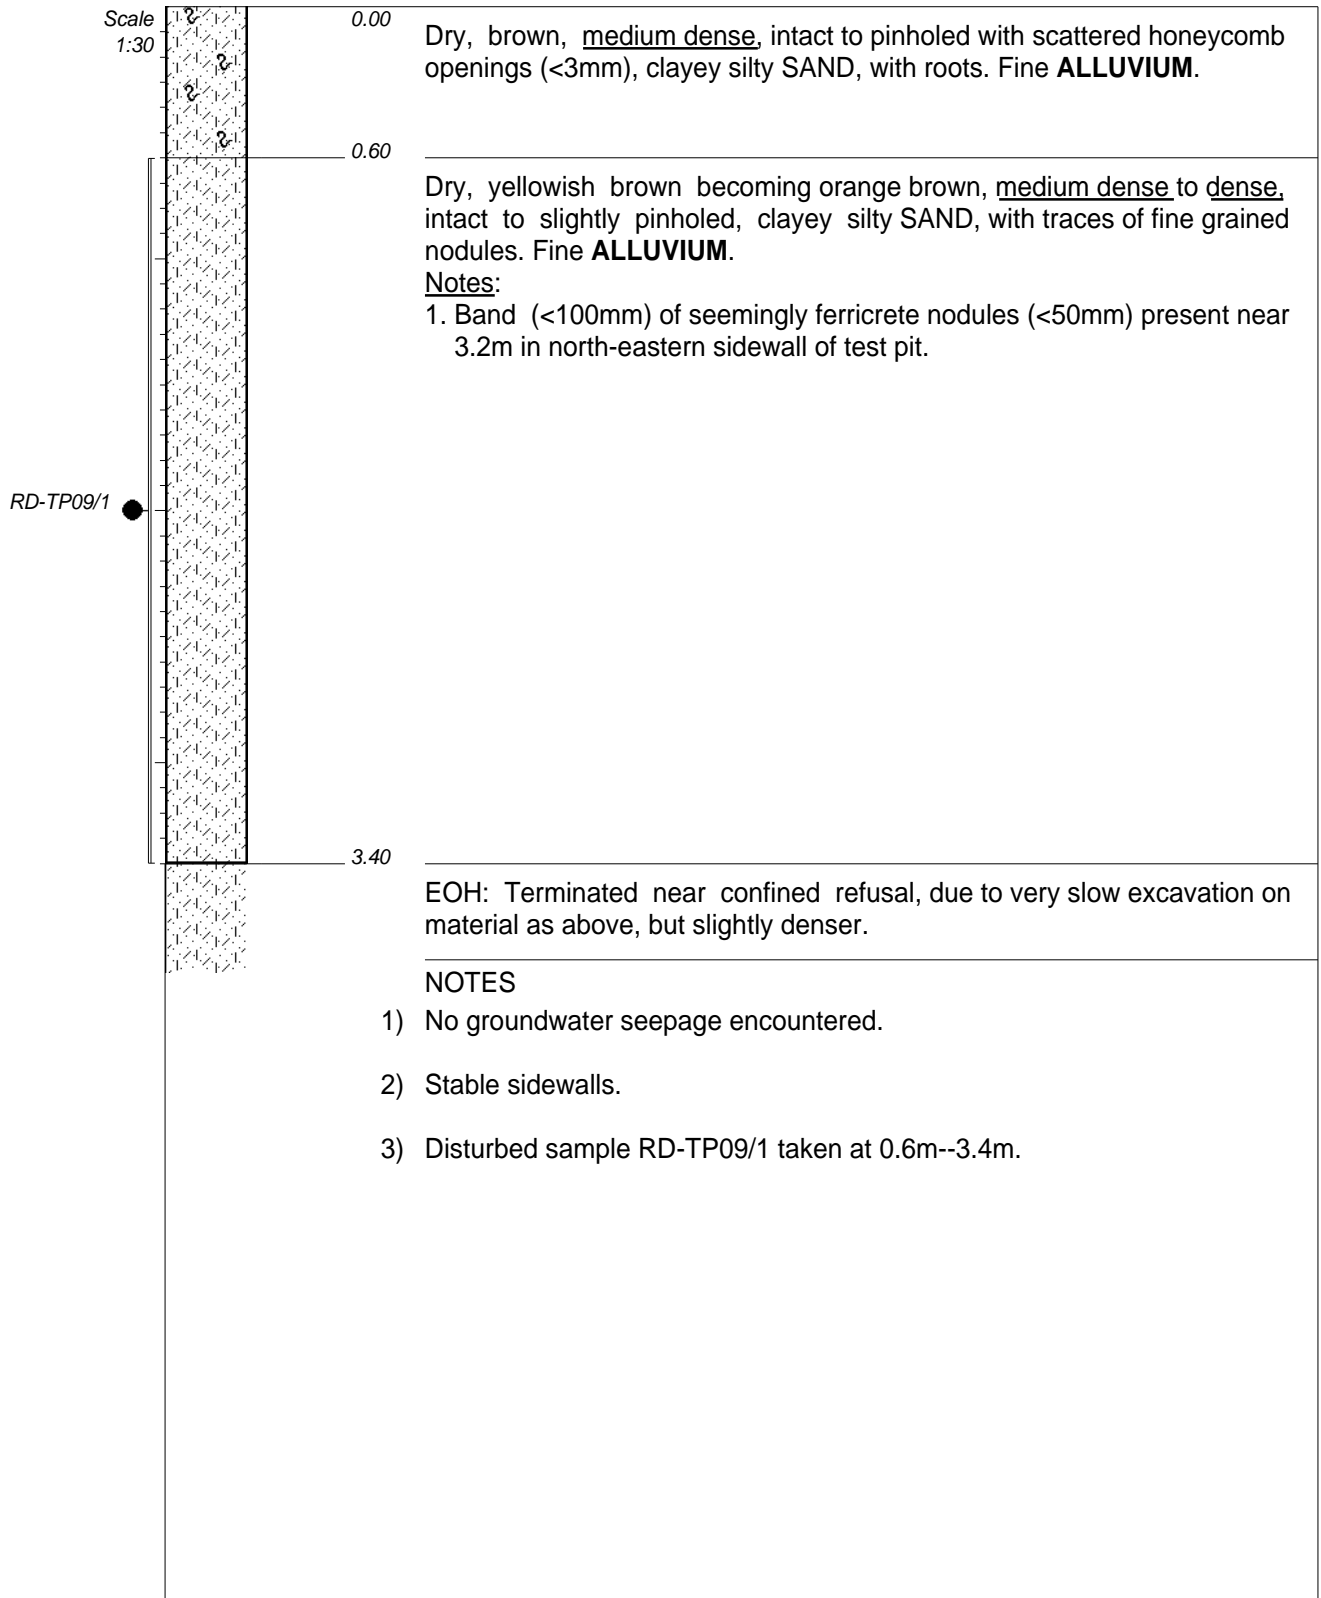 Scale
1:30
0.00
Dry, brown, medium dense, intact to pinholed with scattered honeycomb
openings (<3mm), clayey silty SAND, with roots. Fine ALLUVIUM.
0.60
Dry, yellowish brown becoming orange brown, medium dense to dense,
intact to slightly pinholed, clayey silty SAND, with traces of fine grained
nodules. Fine ALLUVIUM.
Notes:
1. Band (<100mm) of seemingly ferricrete nodules (<50mm) present near
3.2m in north-eastern sidewall of test pit.
RD-TP09/1
3.40
EOH: Terminated near confined refusal, due to very slow excavation on
material as above, but slightly denser.
NOTES
1) No groundwater seepage encountered.
2) Stable sidewalls.
3) Disturbed sample RD-TP09/1 taken at 0.6m--3.4m.